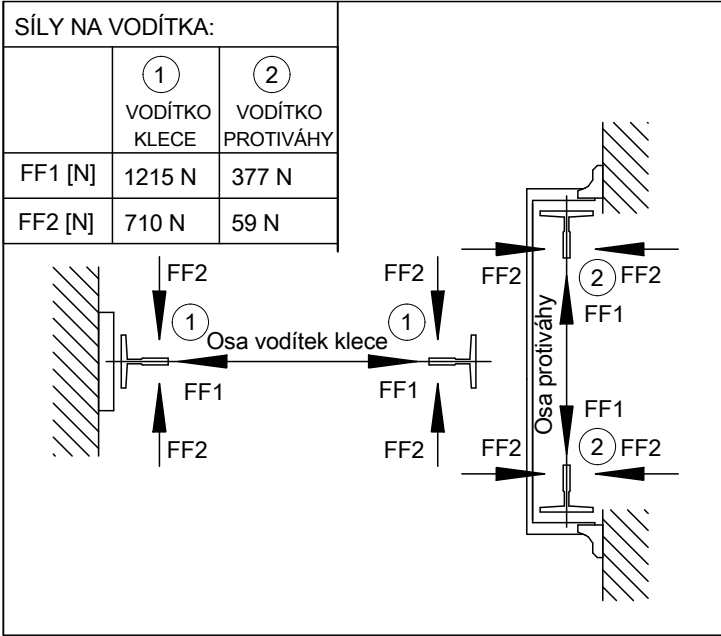 SÍLY NA VODÍTKA:
1 2
VODÍTKO VODÍTKO
KLECE PROTIVÁHY
FF1 [N] 1215 N 377 N
FF2 [N] 710 N 59 N
FF2 FF2 FF2 2 FF2
1 1 FF1
Osa vodítek klece
FF1 FF1
Osa protiváhy
FF1
FF2 FF2 FF2 2 FF2